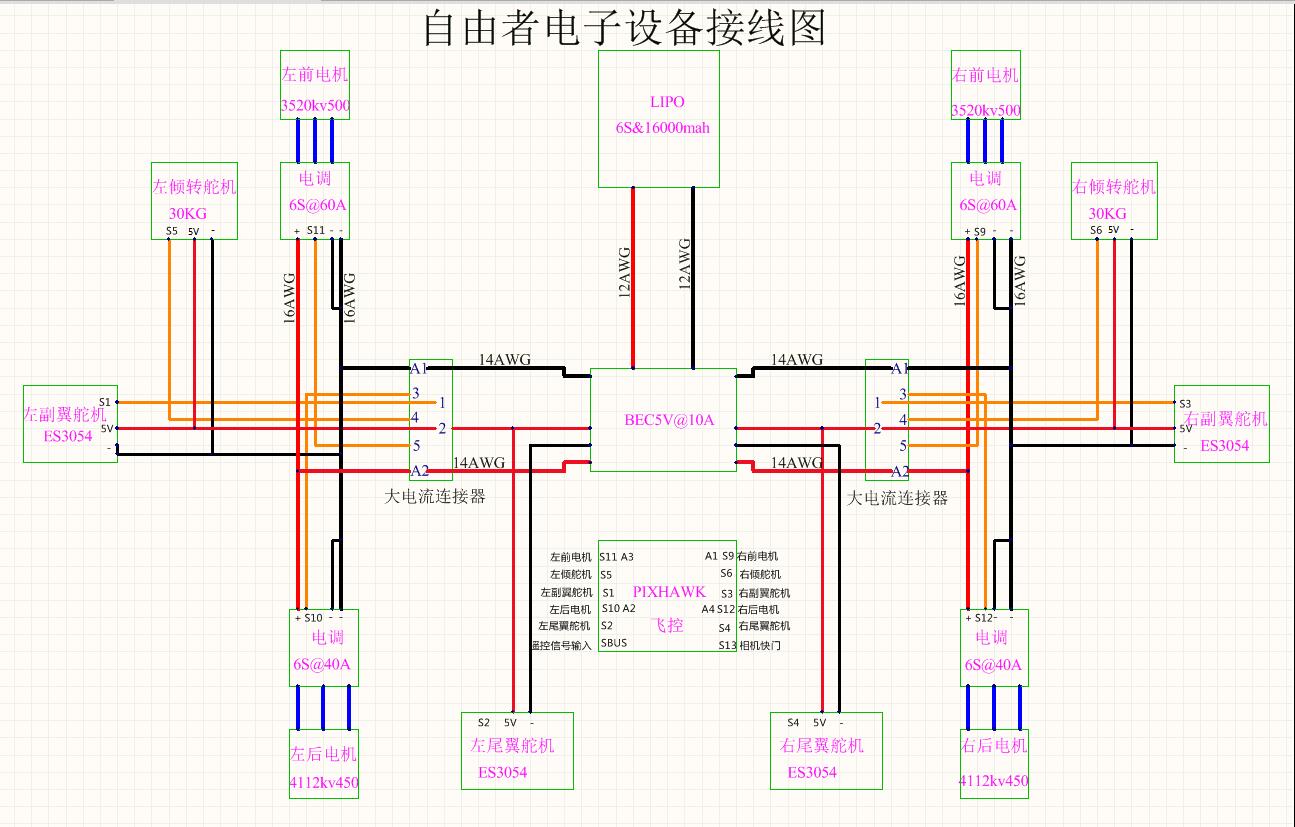 自由者电子设备接线图
左前电机
3520kv500
LIPO
6S&16000mah
右前电机
3520kv500
左倾转舵机
30KG
S5 5V -
电调
6S@60A
+ S11 - -
电调
6S@60A
+ S9 - -
右倾转舵机
30KG
S6 5V -
16AWG
16AWG
12AWG
12AWG
16AWG
16AWG
14AWG
14AWG
A1
3
1
4
2
5
A2
A1
3
1
4
2
5
A2
左副翼舵机
ES3054
S1
5V
-
BEC5V@10A
S3
5V
-
右副翼舵机
ES3054
14AWG
14AWG
大电流连接器
大电流连接器
左前电机 S11 A3
左倾舵机 S5
左副翼舵机 S1
左后电机 S10 A2
左尾翼舵机 S2
遥控信号输入 SBUS
PIXHAWK
飞控
A1 S9 右前电机
S6 右倾舵机
S3 右副翼舵机
A4 S12 右后电机
S4 右尾翼舵机
S13 相机快门
+ S10 - -
电调
6S@40A
+ S12 - -
电调
6S@40A
左后电机
4112kv450
S2 5V -
左尾翼舵机
ES3054
S4 5V -
右尾翼舵机
ES3054
右后电机
4112kv450